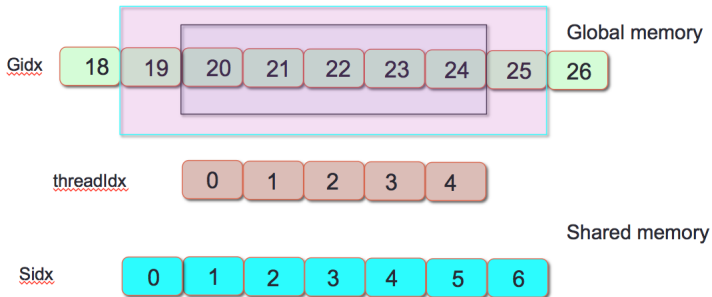 Global memory
Gidx 18 19 20 21 22 23 24 25 26
threadIdx 0 1 2 3 4
Shared memory
Sidx 0 1 2 3 4 5 6